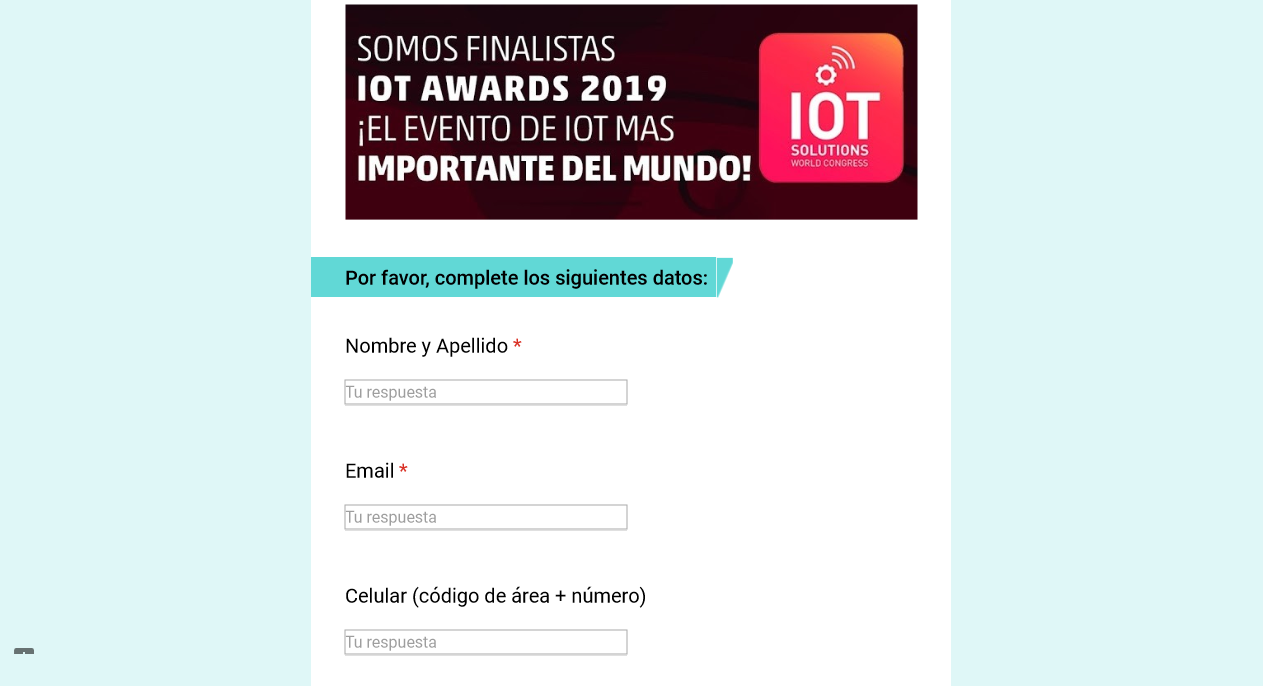 SOMOS FINALISTAS
IOT AWARDS 2019
¡EL EVENTO DE IOT MAS
IMPORTANTE DEL MUNDO!
IOT
SOLUTIONS
WORLD CONGRESS
Por favor, complete los siguientes datos:
Nombre y Apellido *
Tu respuesta
Email *
Tu respuesta
Celular (código de área + número)
Tu respuesta